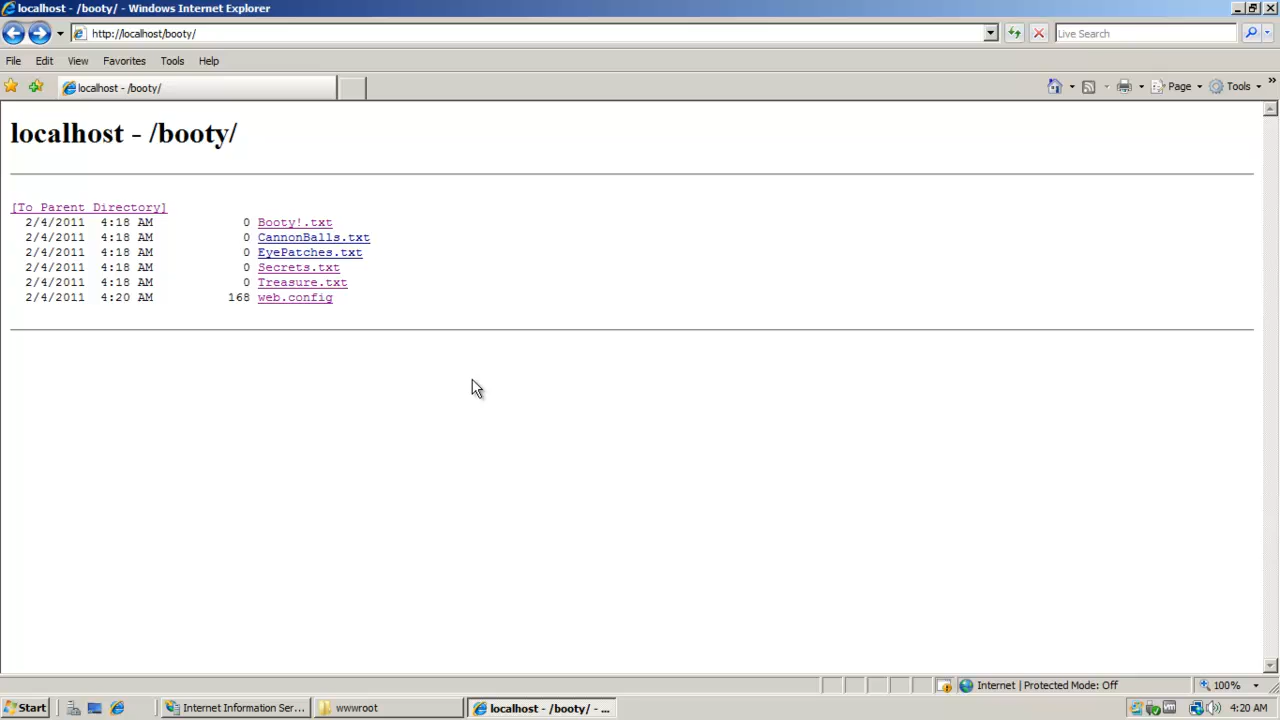 localhost - /booty/ - Windows Internet Explorer
http://localhost/booty/
Live Search
File Edit View Favorites Tools Help
localhost - /booty/
Page Tools
localhost - /booty/
[To Parent Directory]
2/4/2011 4:18 AM 0 Booty!.txt
2/4/2011 4:18 AM 0 CannonBalls.txt
2/4/2011 4:18 AM 0 EyePatches.txt
2/4/2011 4:18 AM 0 Secrets.txt
2/4/2011 4:18 AM 0 Treasure.txt
2/4/2011 4:20 AM 168 web.config
Internet | Protected Mode: Off 100%
Start Internet Information Ser... wwwroot localhost - /booty/ - ... 4:20 AM